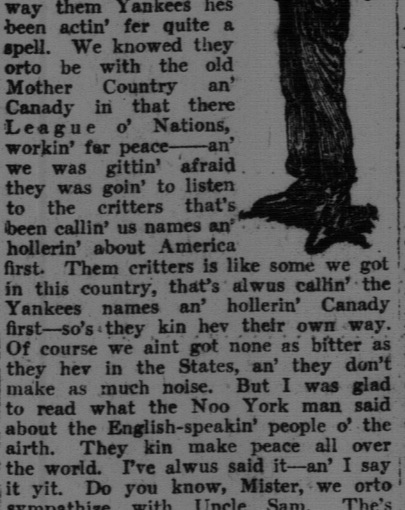 way them Yankees hes
been actin' fer quite a
spell. We knowed they
orto be with the old
Mother Country an'
Canady in that there
League o' Nations,
workin' fer peace——an'
we was gittin' afraid
they was goin' to listen
to the critters that's
been callin' us names an'
hollerin' about America
first. Them critters is like some we got
in this country, that's alwus callin' the
Yankees names an' hollerin' Canady
first—so's they kin hev their own way.
Of course we aint got none as bitter as
they hev in the States, an' they don't
make as much noise. But I was glad
to read what the Noo York man said
about the English-speakin' people o' the
airth. They kin make peace all over
the world. I've alwus said it—an' I say
it yit. Do you know, Mister, we orto
sympathize with Uncle Sam. The's